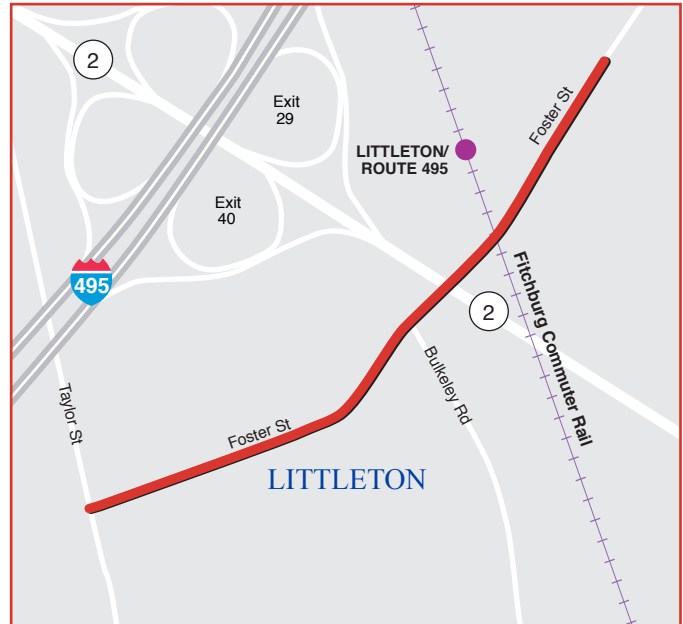 2
Exit
29
Foster St
LITTLETON/
ROUTE 495
Exit
40
495
Fitchburg Commuter Rail
2
Taylor St
Bulkeley Rd
Foster St
LITTLETON